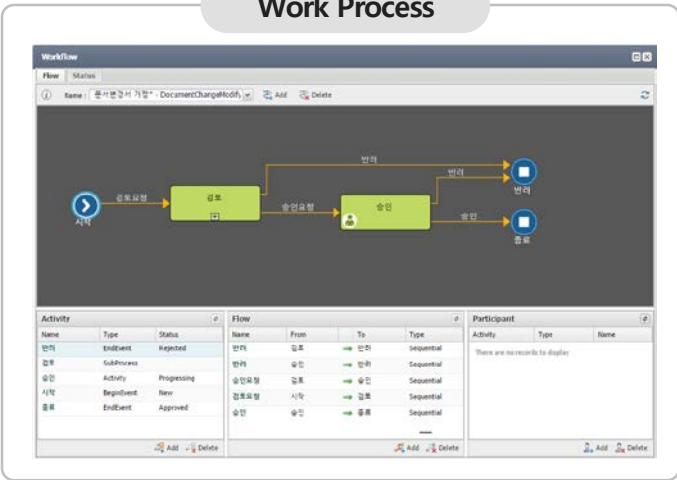 Work Process
Workflow
Flow Status
Name : "문서변경서 가칭" - DocumentChangeModify Add Delete
반려
반려
검토요청
검토
승인요청
승인
승인
시작
반려
종료
Activity
Name Type Status
반려 EndEvent Rejected
검토 SubProcess
승인 Activity Progressing
시작 BeginEvent New
종료 EndEvent Approved
Add Delete
Flow
Name From To Type
반려 검토 반려 Sequential
반려 승인 반려 Sequential
승인요청 검토 승인 Sequential
검토요청 시작 검토 Sequential
승인 승인 종료 Sequential
Add Delete
Participant
Activity Type Name
There are no records to display
Add Delete